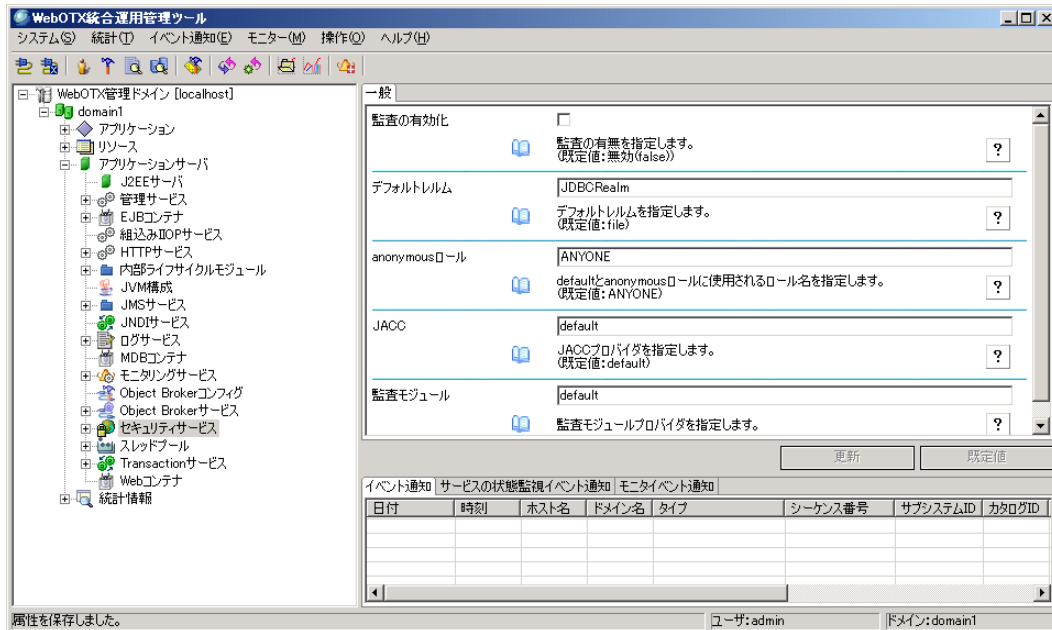 WebOTX統合運用管理ツール
システム(S) 統計(T) イベント通知(E) モニター(M) 操作(O) ヘルプ(H)
WebOTX管理ドメイン [localhost]
domain1
アプリケーション
リソース
アプリケーションサーバ
J2EEサーバ
管理サービス
EJBコンテナ
組込みIIOPサービス
HTTPサービス
内部ライフサイクルモジュール
JVM構成
JMSサービス
JNDIサービス
ログサービス
MDBコンテナ
モニタリングサービス
Object Brokerコンフィグ
Object Brokerサービス
セキュリティサービス
スレッドプール
Transactionサービス
Webコンテナ
統計情報
一般
監査の有効化
監査の有無を指定します。
(既定値:無効(false))
?
デフォルトレルム
JDBCRealm
デフォルトレルムを指定します。
(既定値:file)
?
anonymousロール
ANYONE
defaultとanonymousロールに使用されるロール名を指定します。
(既定値:ANYONE)
?
JACC
default
JACCプロバイダを指定します。
(既定値:default)
?
監査モジュール
default
監査モジュールプロバイダを指定します。
?
更新 既定値
イベント通知 サービスの状態監視イベント通知 モニタイベント通知
日付 時刻 ホスト名 ドメイン名 タイプ シーケンス番号 サブシステムID カタログID
属性を保存しました。 ユーザ:admin ドメイン:domain1